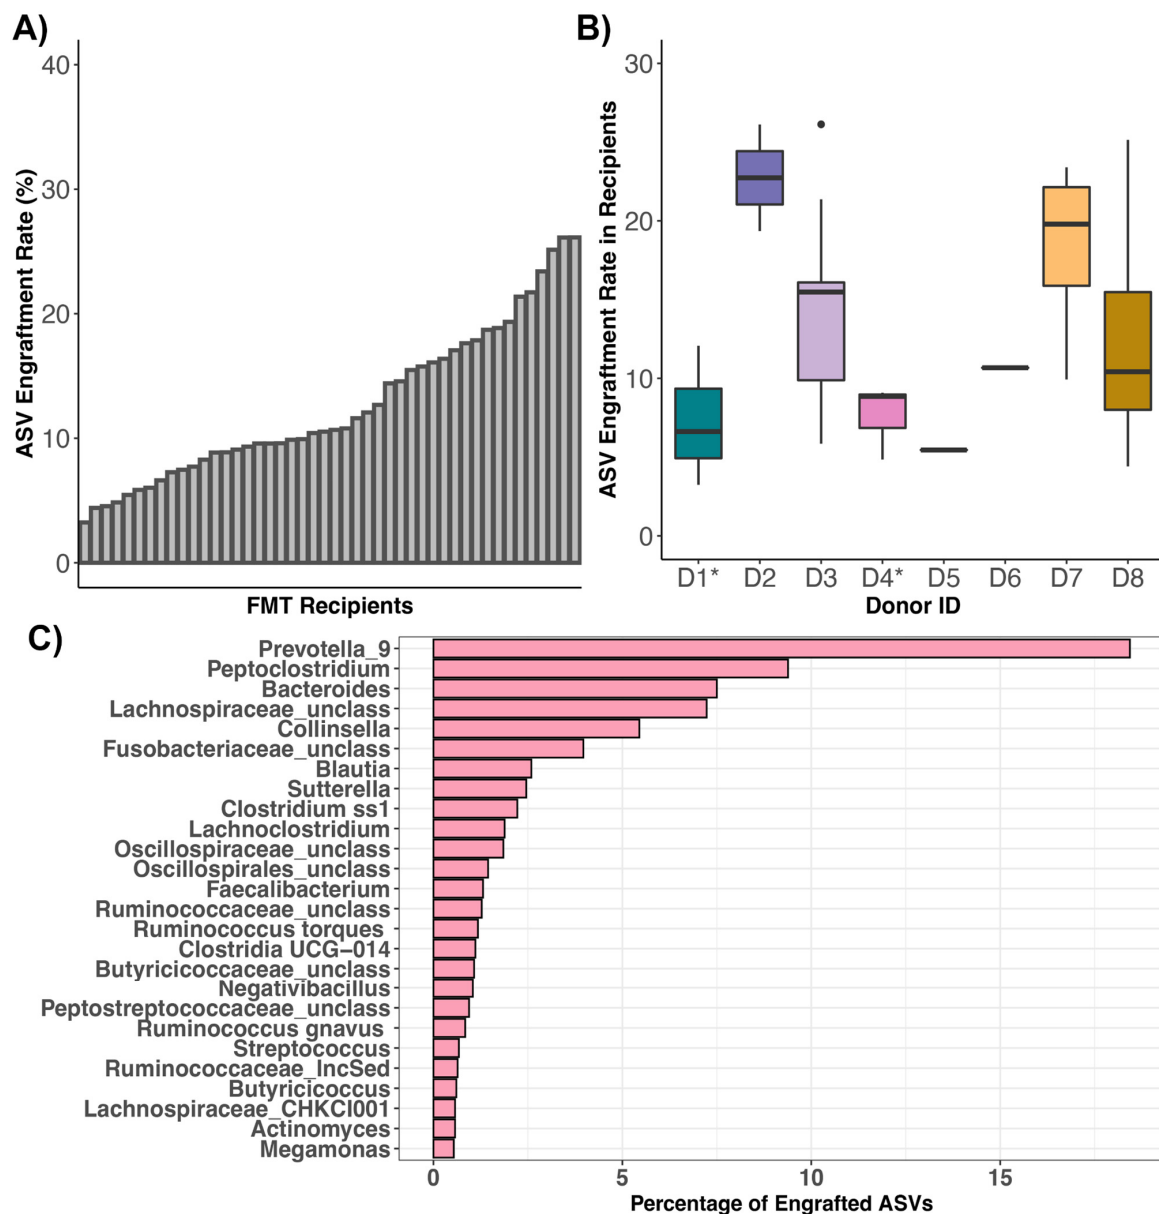 A)
ASV Engraftment Rate (%)
40
30
20
10
0
FMT Recipients
B)
ASV Engraftment Rate in Recipients
30
20
10
0
D1* D2 D3 D4* D5 D6 D7 D8
Donor ID
C)
Prevotella_9
Peptoclostridium
Bacteroides
Lachnospiraceae_unclass
Collinsella
Fusobacteriaceae_unclass
Blautia
Sutterella
Clostridium ss1
Lachnoclostridium
Oscillospiraceae_unclass
Oscillospirales_unclass
Faecalibacterium
Ruminococcaceae_unclass
Ruminococcus torques
Clostridia UCG−014
Butyricicoccaceae_unclass
Negativibacillus
Peptostreptococcaceae_unclass
Ruminococcus gnavus
Streptococcus
Ruminococcaceae_IncSed
Butyricicoccus
Lachnospiraceae_CHKCI001
Actinomyces
Megamonas
0 5 10 15
Percentage of Engrafted ASVs